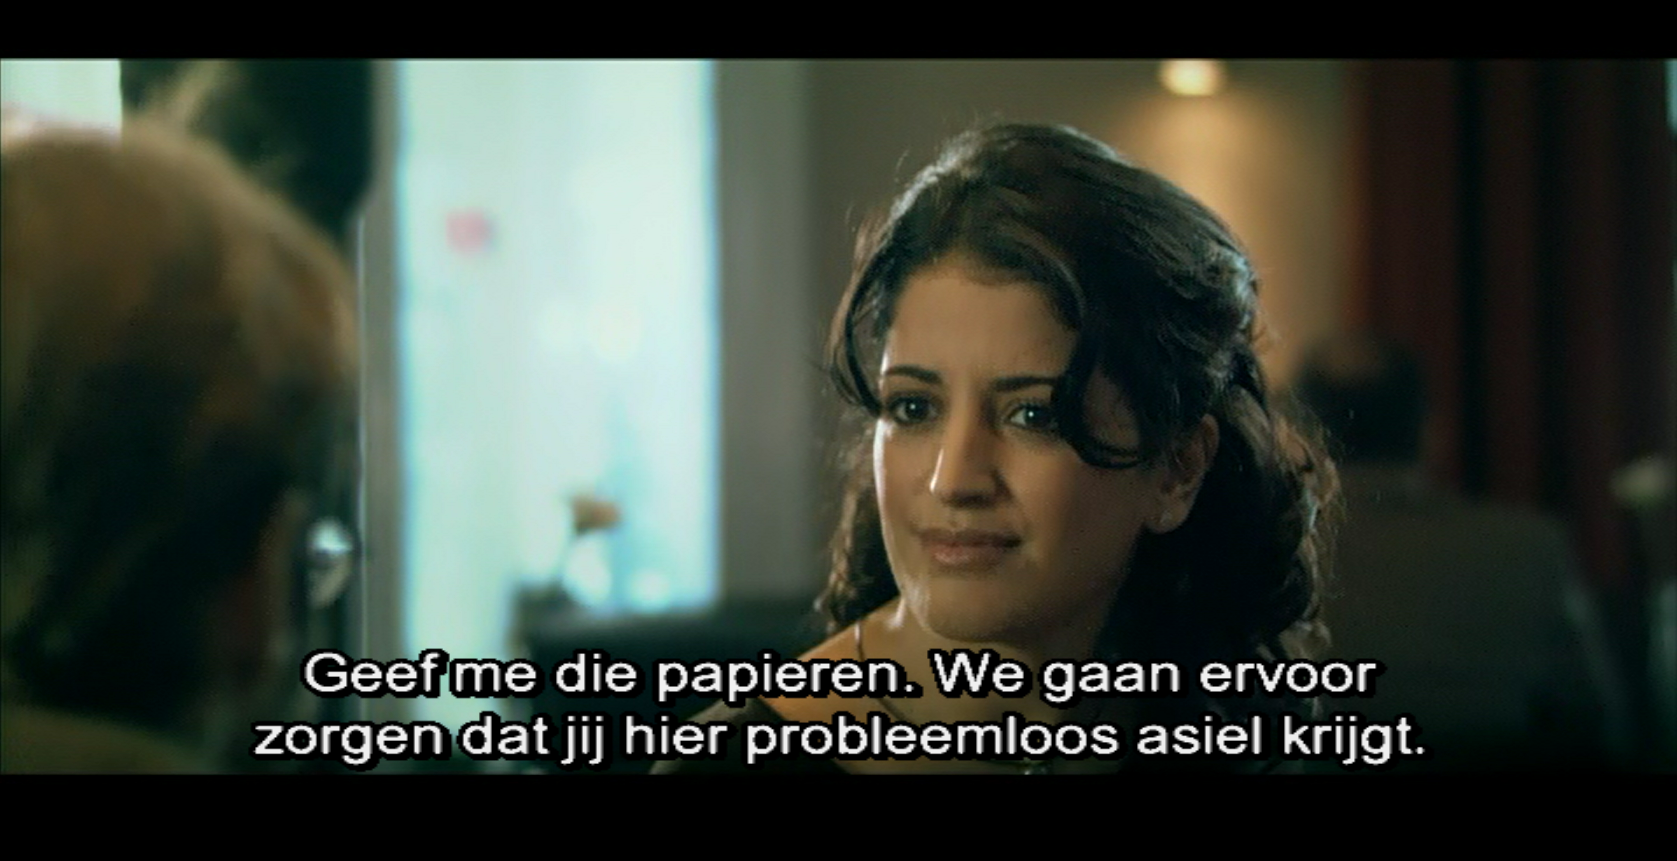 Geef me die papieren. We gaan ervoor
zorgen dat jij hier probleemloos asiel krijgt.